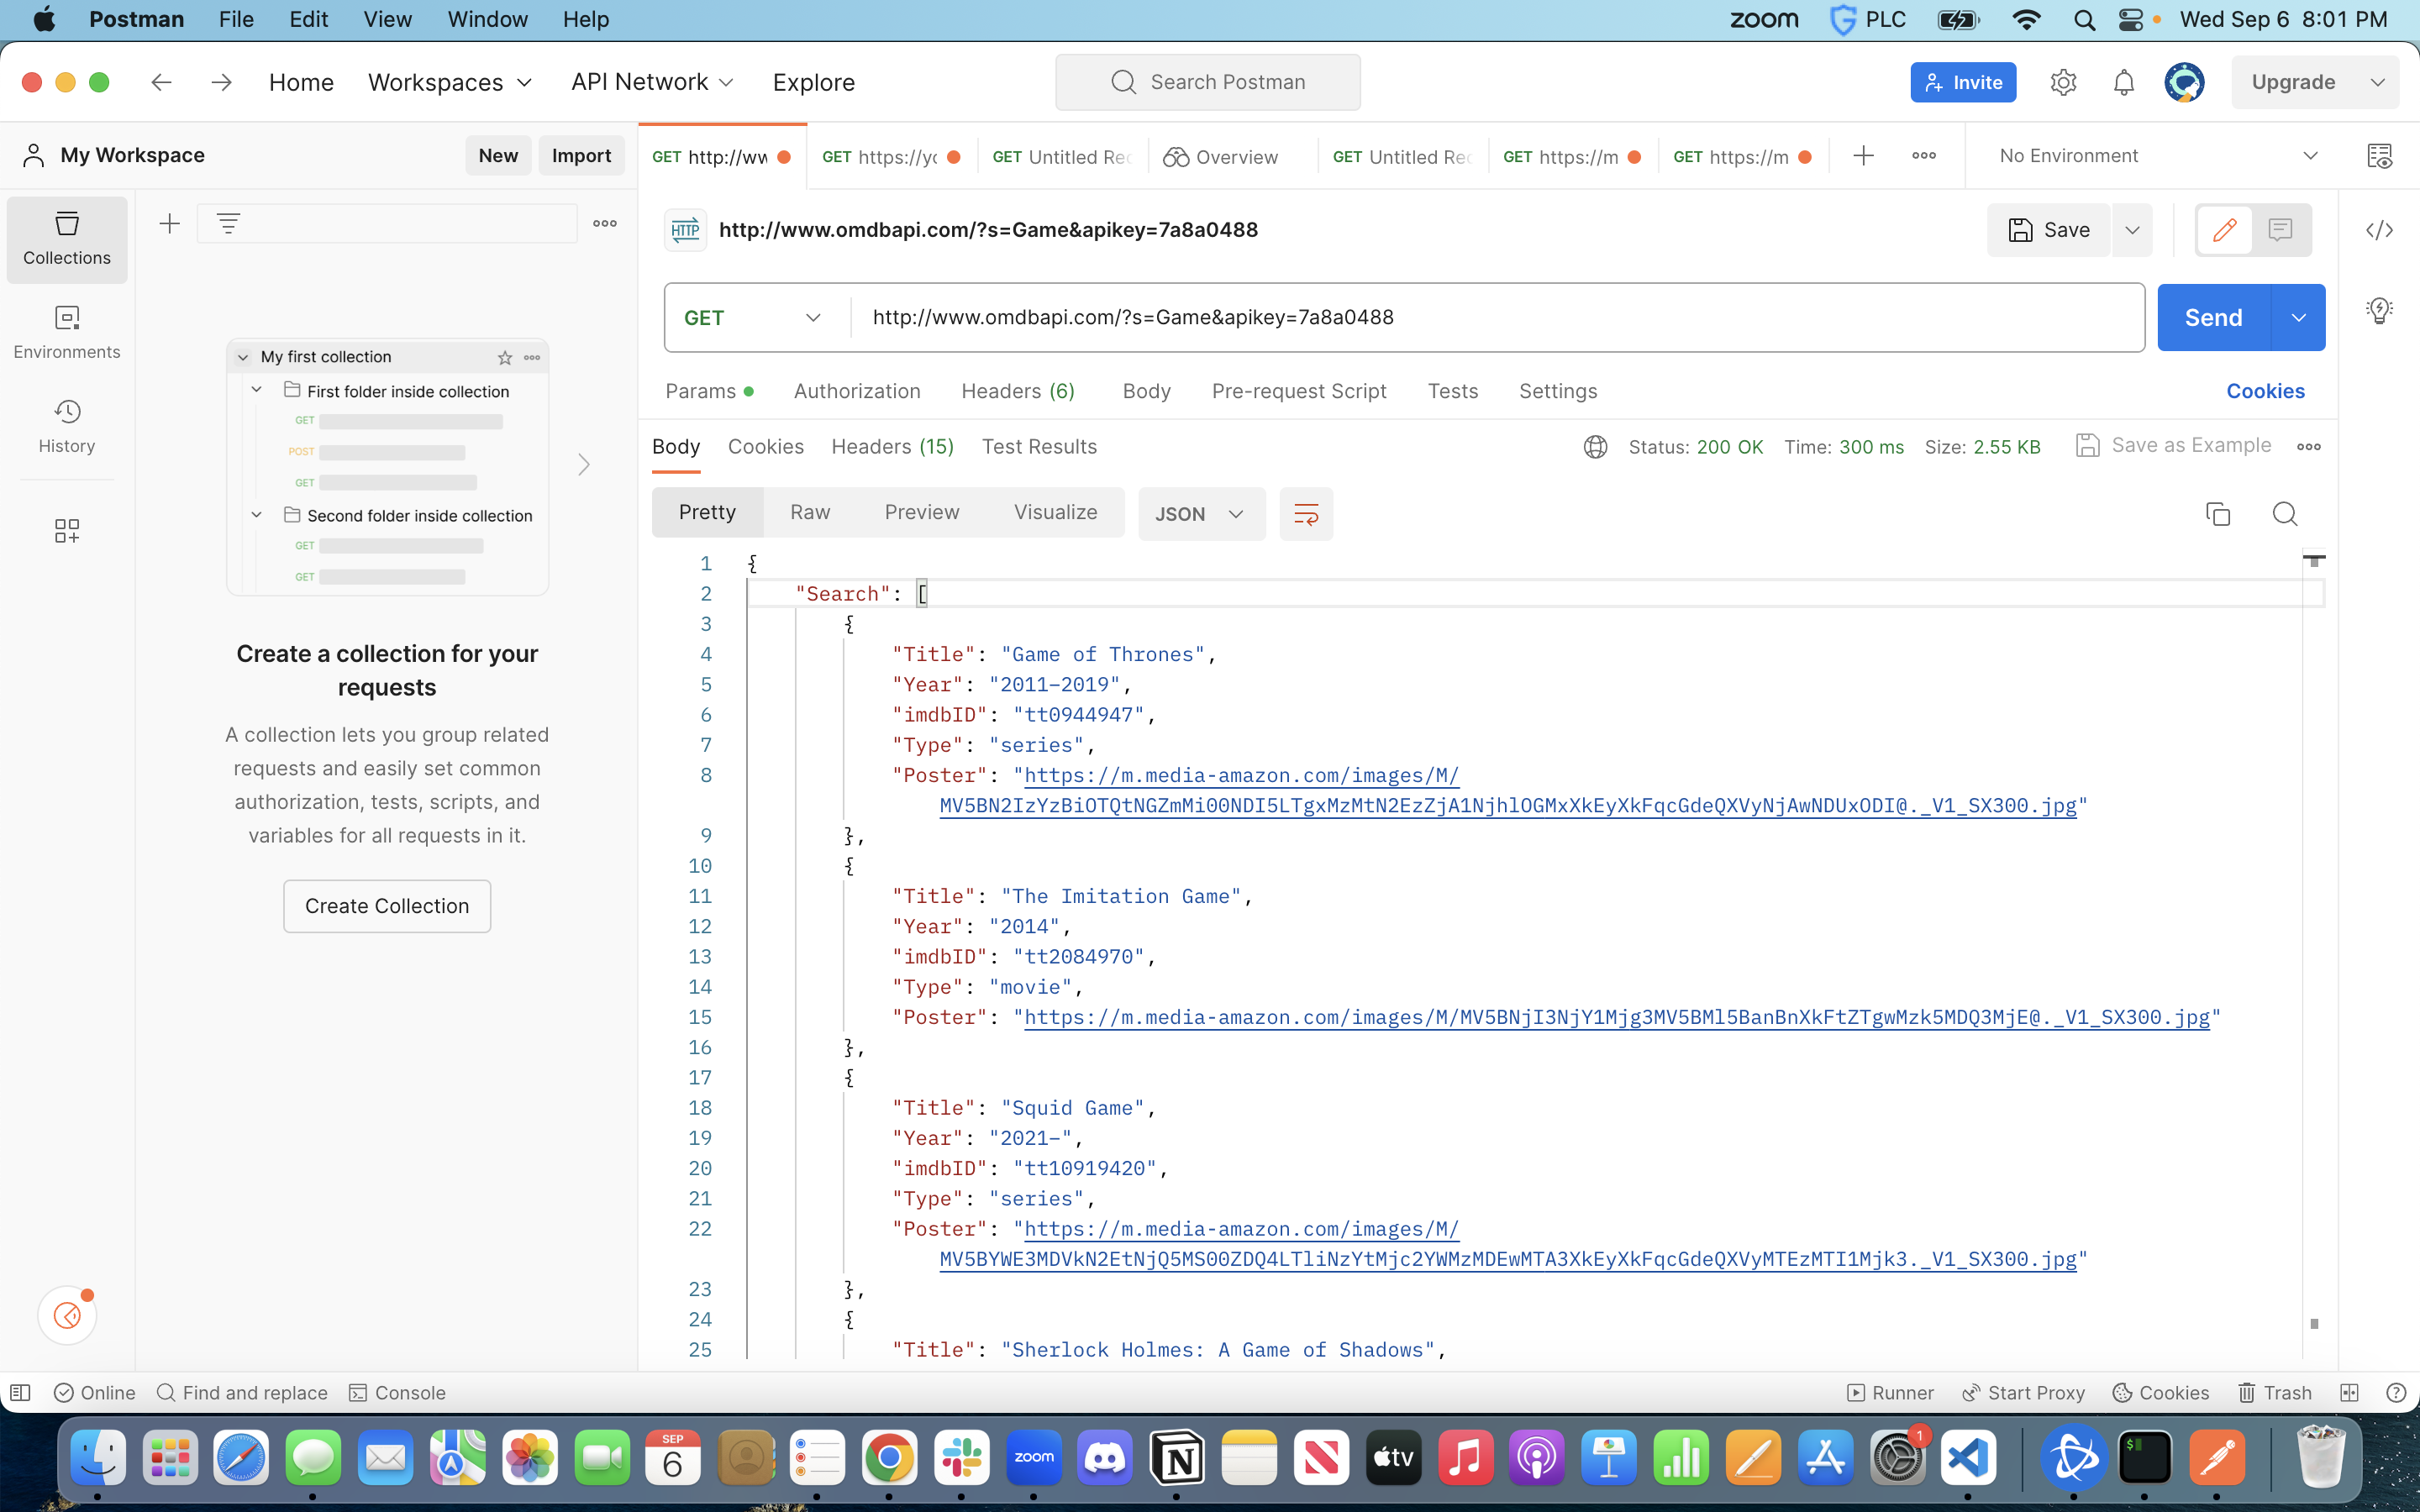 Postman File Edit View Window Help
zoom PLC Wed Sep 6 8:01 PM
Home Workspaces API Network Explore
Search Postman
Invite
Upgrade
My Workspace
New Import
GET http://ww GET https://yo GET Untitled Rec Overview GET Untitled Rec GET https://m GET https://m
No Environment
Collections
Environments
History
My first collection
First folder inside collection
GET
POST
GET
Second folder inside collection
GET
GET
Create a collection for your
requests
A collection lets you group related
requests and easily set common
authorization, tests, scripts, and
variables for all requests in it.
Create Collection
HTTP http://www.omdbapi.com/?s=Game&apikey=7a8a0488
Save
GET http://www.omdbapi.com/?s=Game&apikey=7a8a0488
Send
Params Authorization Headers (6) Body Pre-request Script Tests Settings
Cookies
Body Cookies Headers (15) Test Results
Status: 200 OK Time: 300 ms Size: 2.55 KB Save as Example
Pretty Raw Preview Visualize JSON
1 {
2 "Search": [
3 {
4 "Title": "Game of Thrones",
5 "Year": "2011–2019",
6 "imdbID": "tt0944947",
7 "Type": "series",
8 "Poster": "https://m.media-amazon.com/images/M/
MV5BN2IzYzBiOTQtNGZmMi00NDI5LTgxMzMtN2EzZjA1NjhlOGMxXkEyXkFqcGdeQXVyNjAwNDUxODI@._V1_SX300.jpg"
9 },
10 {
11 "Title": "The Imitation Game",
12 "Year": "2014",
13 "imdbID": "tt2084970",
14 "Type": "movie",
15 "Poster": "https://m.media-amazon.com/images/M/MV5BNjI3NjY1Mjg3MV5BMl5BanBnXkFtZTgwMzk5MDQ3MjE@._V1_SX300.jpg"
16 },
17 {
18 "Title": "Squid Game",
19 "Year": "2021–",
20 "imdbID": "tt10919420",
21 "Type": "series",
22 "Poster": "https://m.media-amazon.com/images/M/
MV5BYWE3MDVkN2EtNjQ5MS00ZDQ4LTliNzYtMjc2YWMzMDEwMTA3XkEyXkFqcGdeQXVyMTEzMTI1Mjk3._V1_SX300.jpg"
23 },
24 {
25 "Title": "Sherlock Holmes: A Game of Shadows",
Online Find and replace Console
Runner Start Proxy Cookies Trash
SEP
6
zoom
N
tv
1
$